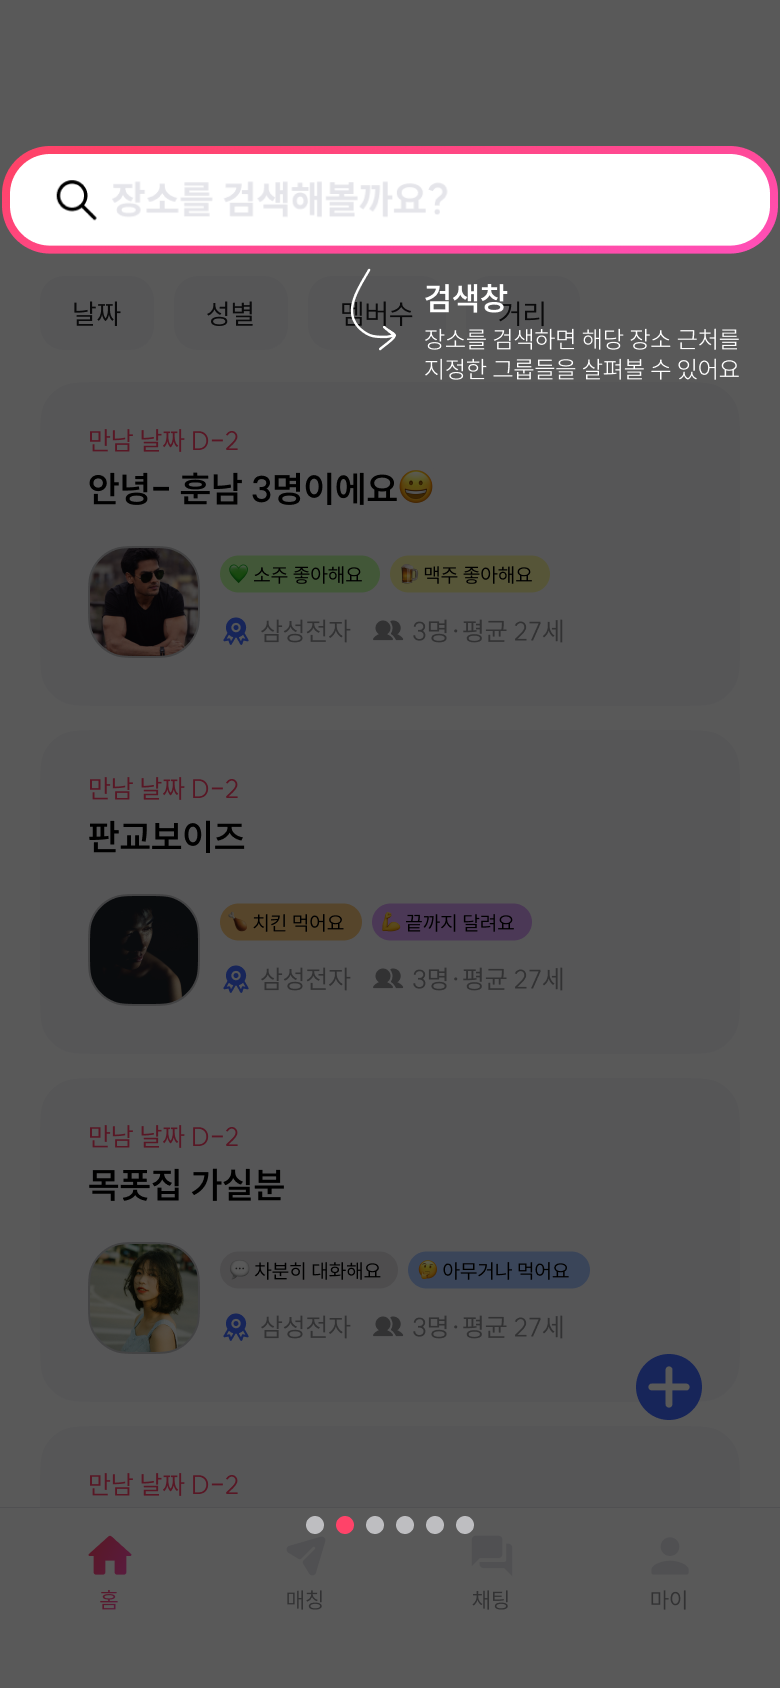 장소를 검색해볼까요?
날짜 성별 멤버수 거리
검색창
장소를 검색하면 해당 장소 근처를
지정한 그룹들을 살펴볼 수 있어요
만남 날짜 D-2
안녕- 훈남 3명이에요😀
💚 소주 좋아해요 🍺 맥주 좋아해요
삼성전자 3명·평균 27세
만남 날짜 D-2
판교보이즈
🍗 치킨 먹어요 💪 끝까지 달려요
삼성전자 3명·평균 27세
만남 날짜 D-2
목폿집 가실분
💬 차분히 대화해요 🤔 아무거나 먹어요
삼성전자 3명·평균 27세
만남 날짜 D-2
홈 매칭 채팅 마이